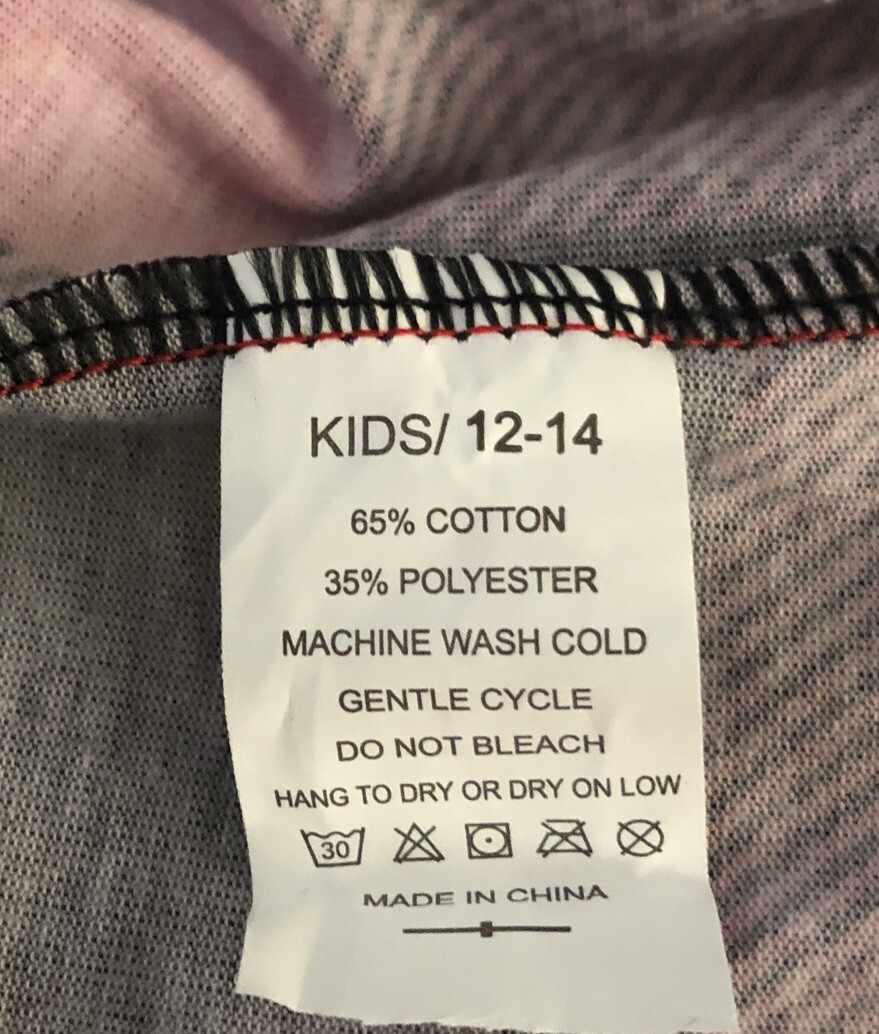 KIDS/ 12-14
65% COTTON
35% POLYESTER
MACHINE WASH COLD
GENTLE CYCLE
DO NOT BLEACH
HANG TO DRY OR DRY ON LOW
30
MADE IN CHINA